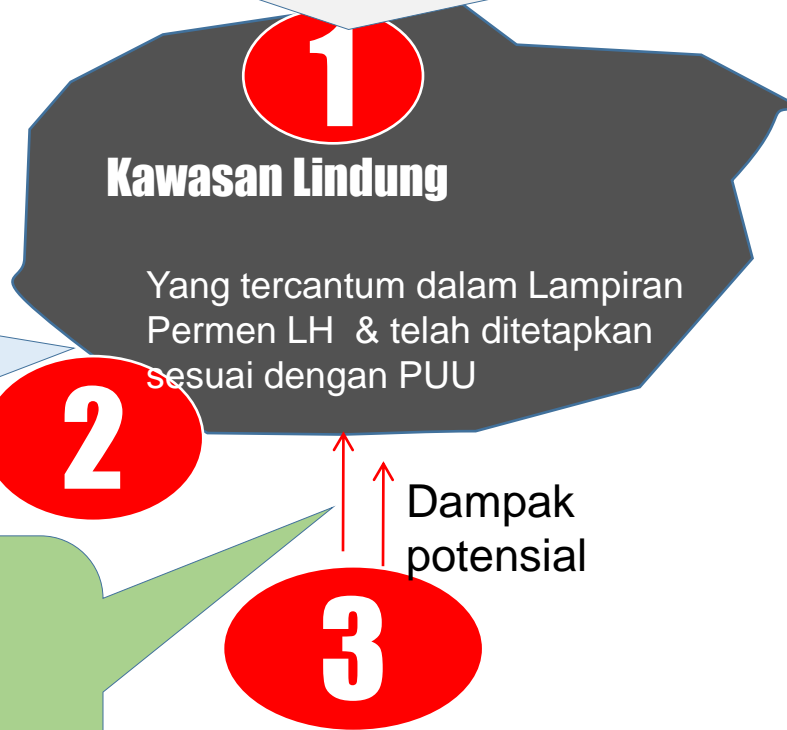 1
Kawasan Lindung
Yang tercantum dalam Lampiran
Permen LH & telah ditetapkan
sesuai dengan PUU
2
Dampak
potensial
3